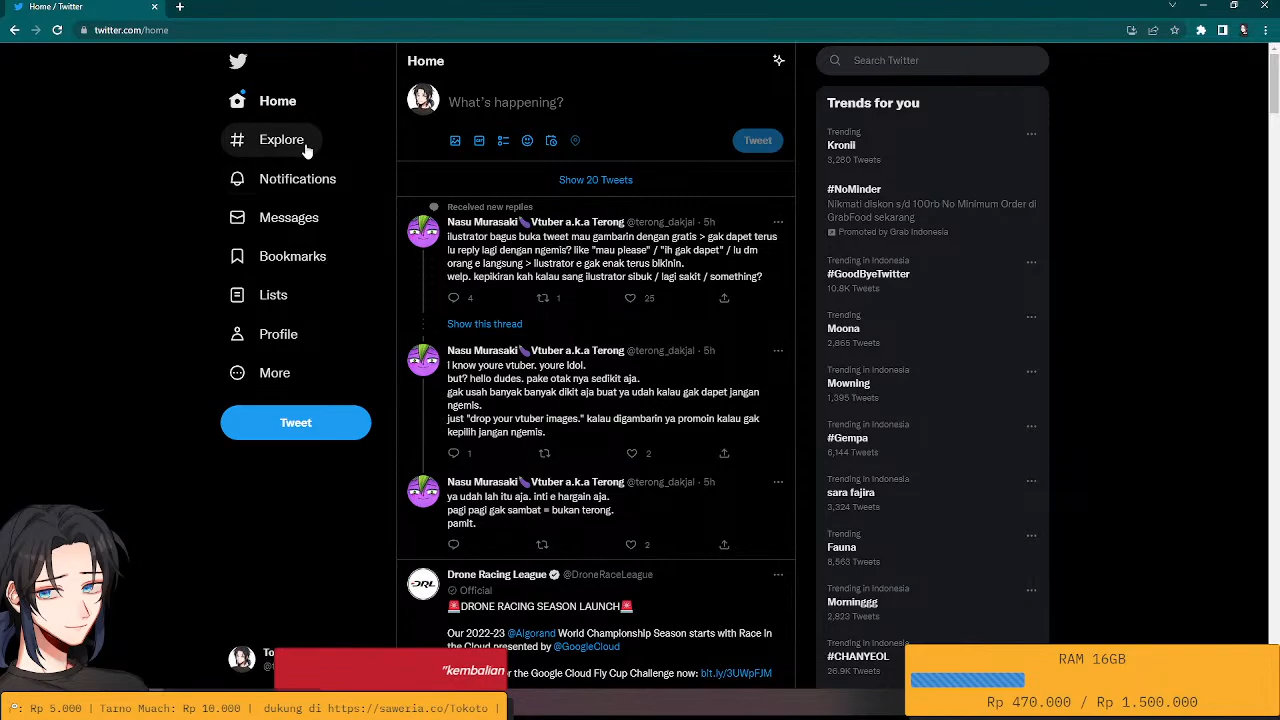 Home / Twitter
twitter.com/home
Home
Explore
Notifications
Messages
Bookmarks
Lists
Profile
More
Tweet
Home
What's happening?
GIF
Tweet
Show 20 Tweets
Received new replies
Nasu Murasaki🍆Vtuber a.k.a Terong @terong_dakjal · 5h
ilustrator bagus buka tweet mau gambarin dengan gratis > gak dapet terus
lu reply lagi dengan ngemis? like "mau please" / "ih gak dapet" / lu dm
orang e langsung > ilustrator e gak enak terus bikinin.
welp. kepikiran kah kalau sang ilustrator sibuk / lagi sakit / something?
4 1 25
Show this thread
Nasu Murasaki🍆Vtuber a.k.a Terong @terong_dakjal · 5h
I know youre vtuber. youre idol.
but? hello dudes. pake otak nya sedikit aja.
gak usah banyak banyak dikit aja buat ya udah kalau gak dapet jangan
ngemis.
just "drop your vtuber images." kalau digambarin ya promoin kalau gak
kepilih jangan ngemis.
1 2
Nasu Murasaki🍆Vtuber a.k.a Terong @terong_dakjal · 5h
ya udah lah itu aja. inti e hargain aja.
pagi pagi gak sambat = bukan terong.
pamit.
2
DRL
Drone Racing League @DroneRaceLeague
Official
🚨DRONE RACING SEASON LAUNCH🚨
Our 2022-23 @Algorand World Championship Season starts with Race in
the Cloud presented by @GoogleCloud
r the Google Cloud Fly Cup Challenge now: bit.ly/3UWpFJM
Search Twitter
Trends for you
Trending
Kronii
3,280 Tweets
#NoMinder
Nikmati diskon s/d 100rb No Minimum Order di
GrabFood sekarang
Promoted by Grab Indonesia
Trending in Indonesia
#GoodByeTwitter
10.8K Tweets
Trending
Moona
2,865 Tweets
Trending in Indonesia
Mowning
1,395 Tweets
Trending in Indonesia
#Gempa
6,144 Tweets
Trending in Indonesia
sara fajira
3,324 Tweets
Trending
Fauna
8,563 Tweets
Trending in Indonesia
Morninggg
2,823 Tweets
Trending in Indonesia
#CHANYEOL
26.9K Tweets
To
@t
"kembalian
: Rp 5.000 | Tarno Muach: Rp 10.000 | dukung di https://saweria.co/Tokoto |
RAM 16GB
Rp 470.000 / Rp 1.500.000